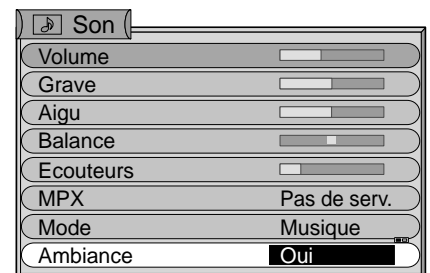 Son
Volume
Grave
Aigu
Balance
Ecouteurs
MPX Pas de serv.
Mode Musique
Ambiance Oui